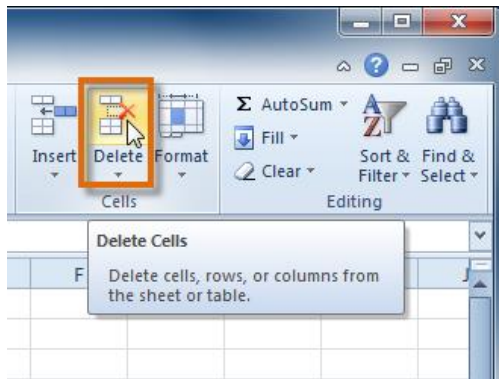 Σ AutoSum
Fill
Clear
Insert Delete Format
Sort & Filter
Find & Select
Cells
Editing
Delete Cells
Delete cells, rows, or columns from
the sheet or table.
F
J